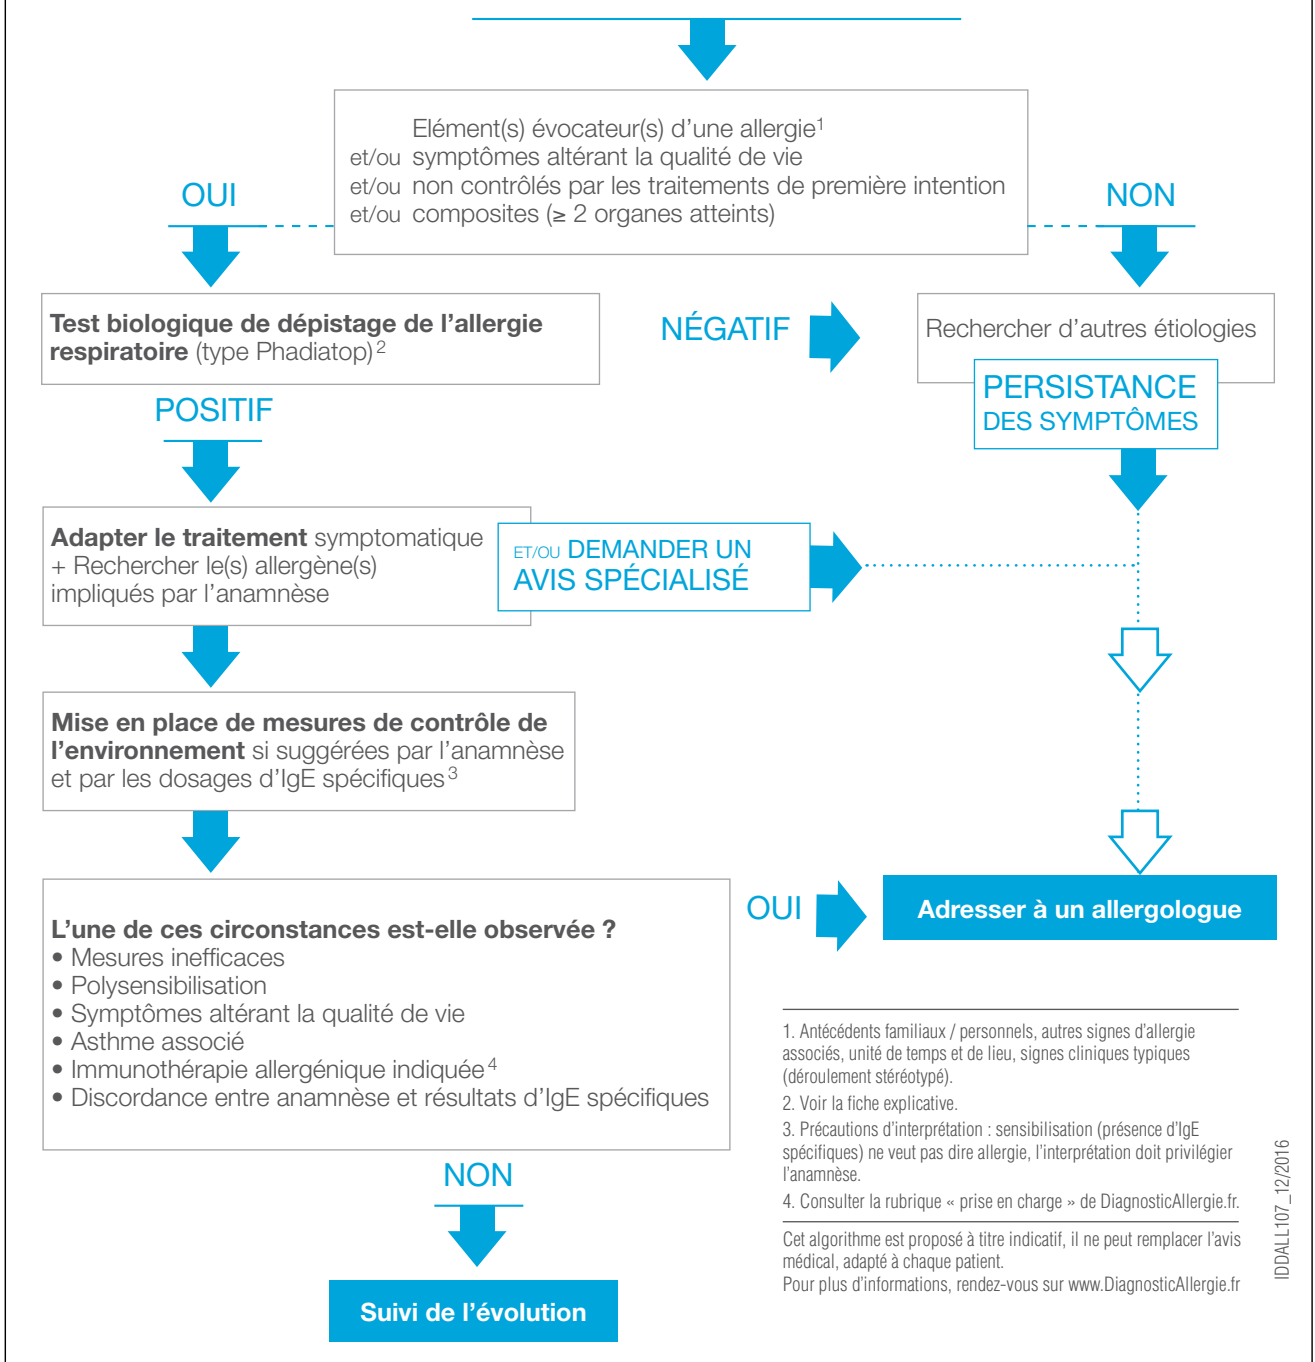 Elément(s) évocateur(s) d’une allergie1
et/ou symptômes altérant la qualité de vie
et/ou non contrôlés par les traitements de première intention
et/ou composites (≥ 2 organes atteints)
OUI
NON
Test biologique de dépistage de l’allergie
respiratoire (type Phadiatop) 2
NÉGATIF
Rechercher d’autres étiologies
PERSISTANCE
DES SYMPTÔMES
POSITIF
Adapter le traitement symptomatique
+ Rechercher le(s) allergène(s)
impliqués par l’anamnèse
ET/OU DEMANDER UN
AVIS SPÉCIALISÉ
Mise en place de mesures de contrôle de
l’environnement si suggérées par l’anamnèse
et par les dosages d’IgE spécifiques 3
L’une de ces circonstances est-elle observée ?
• Mesures inefficaces
• Polysensibilisation
• Symptômes altérant la qualité de vie
• Asthme associé
• Immunothérapie allergénique indiquée 4
• Discordance entre anamnèse et résultats d’IgE spécifiques
OUI
Adresser à un allergologue
NON
Suivi de l’évolution
1. Antécédents familiaux / personnels, autres signes d’allergie
associés, unité de temps et de lieu, signes cliniques typiques
(déroulement stéréotypé).
2. Voir la fiche explicative.
3. Précautions d’interprétation : sensibilisation (présence d’IgE
spécifiques) ne veut pas dire allergie, l’interprétation doit privilégier
l’anamnèse.
4. Consulter la rubrique « prise en charge » de DiagnosticAllergie.fr.
Cet algorithme est proposé à titre indicatif, il ne peut remplacer l’avis
médical, adapté à chaque patient.
Pour plus d’informations, rendez-vous sur www.DiagnosticAllergie.fr
IDDALL107_12/2016